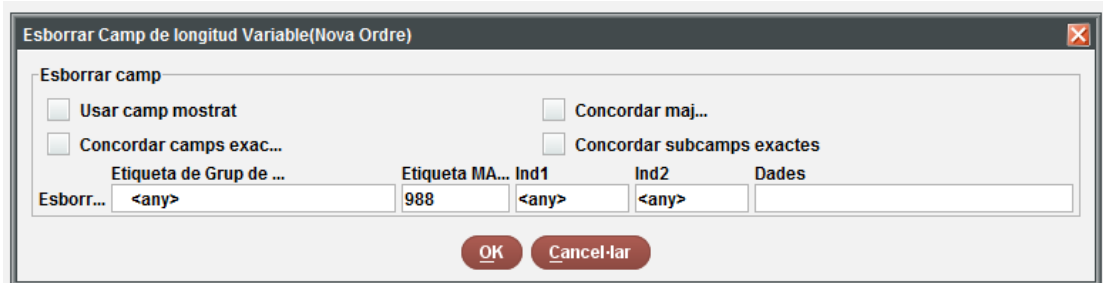 Esborrar Camp de longitud Variable(Nova Ordre)
Esborrar camp
Usar camp mostrat Concordar maj...
Concordar camps exac... Concordar subcamps exactes
Etiqueta de Grup de ... Etiqueta MA... Ind1 Ind2 Dades
Esborr... <any> 988 <any> <any>
OK Cancel·lar